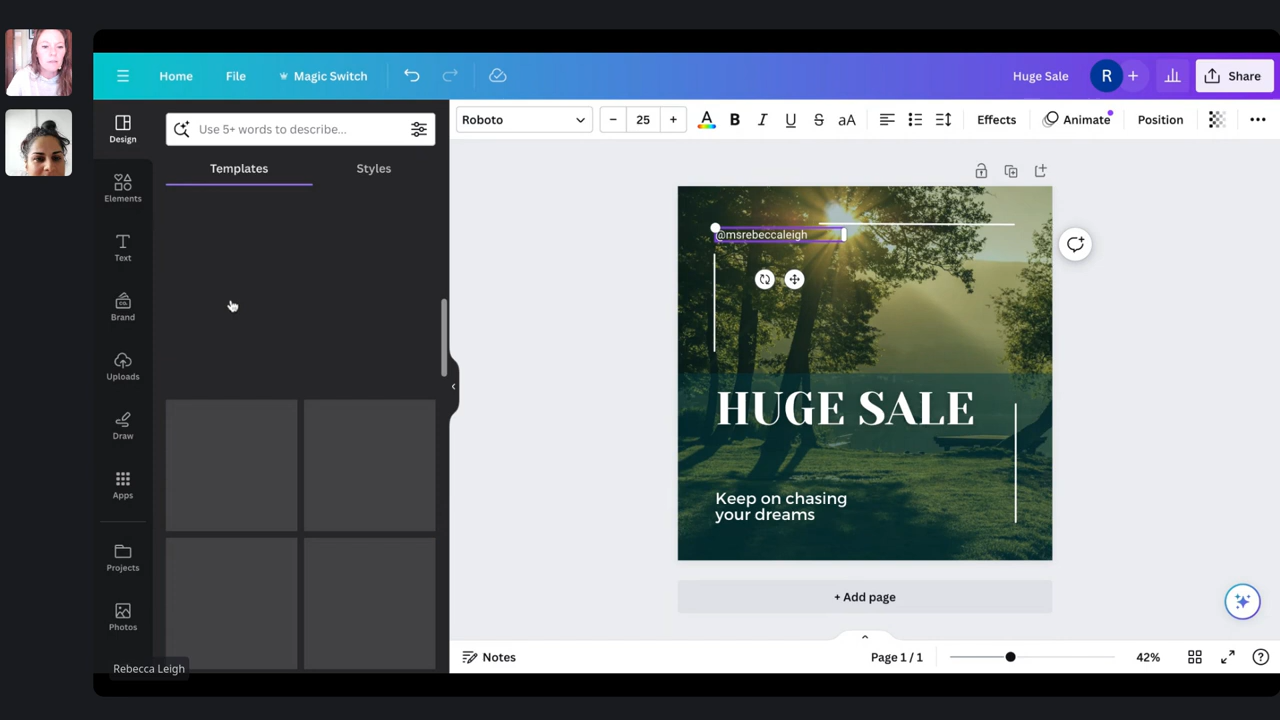 Home File Magic Switch Huge Sale R Share
Design
Use 5+ words to describe...
Roboto 25 A B I U S aA Effects Animate Position
Templates Styles
Elements
Text
Brand
Uploads
Draw
Apps
Projects
Photos
@msrebeccaleigh
HUGE SALE
Keep on chasing
your dreams
+ Add page
Notes Page 1 / 1 42%
Rebecca Leigh